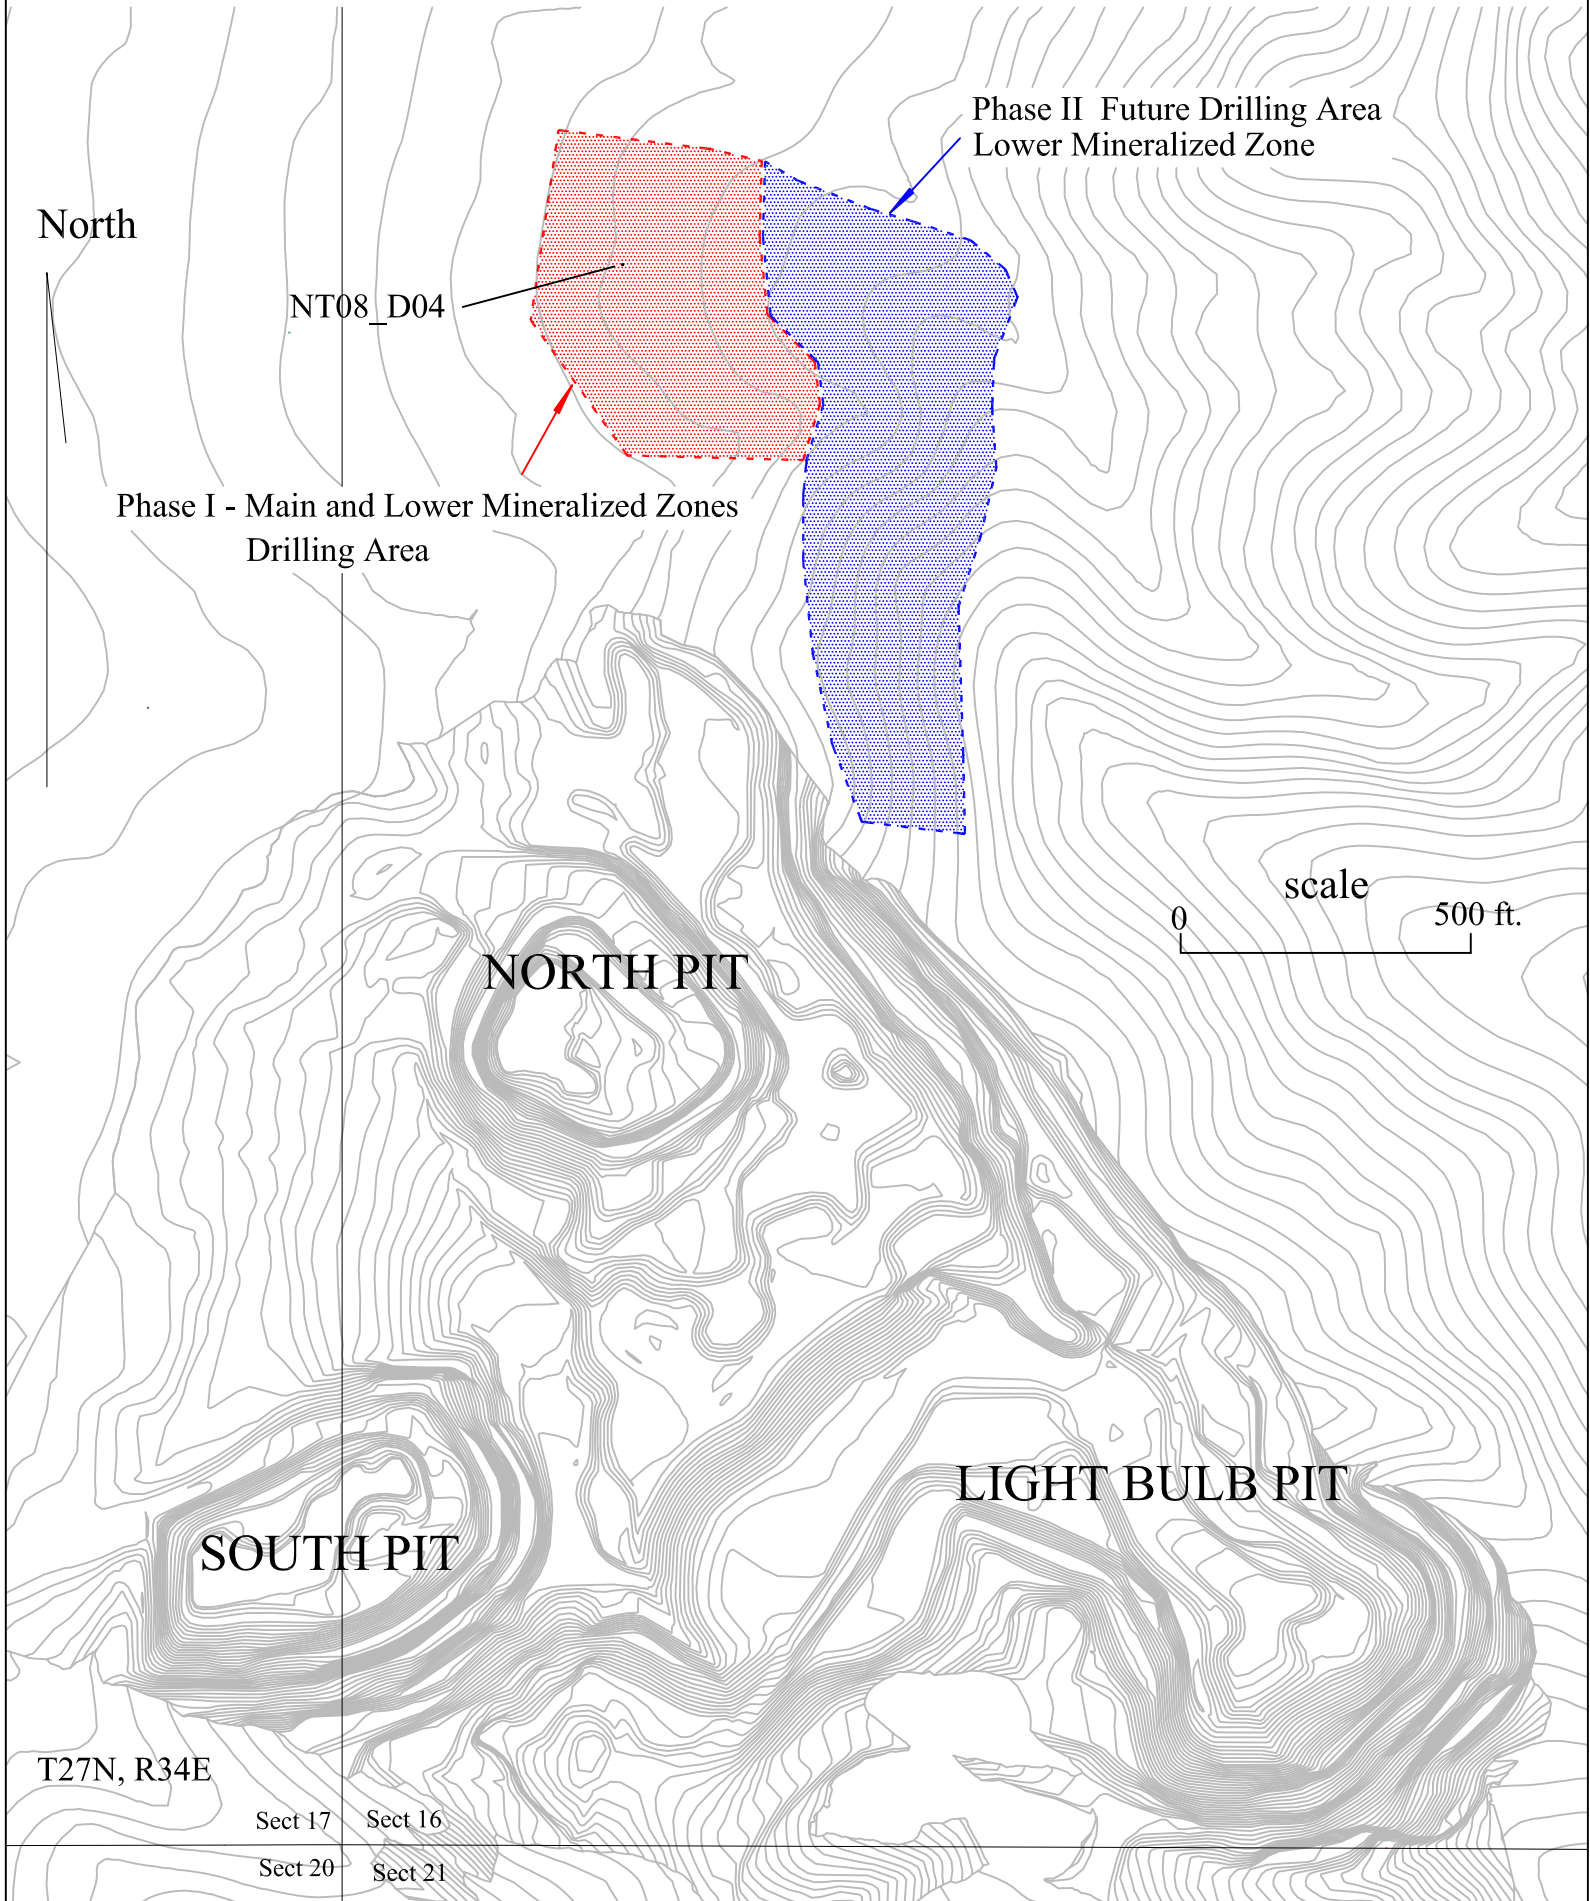 Phase II Future Drilling Area
Lower Mineralized Zone
North
NT08_D04
Phase I - Main and Lower Mineralized Zones
Drilling Area
scale
0 500 ft.
NORTH PIT
LIGHT BULB PIT
SOUTH PIT
T27N, R34E
Sect 17 Sect 16
Sect 20 Sect 21